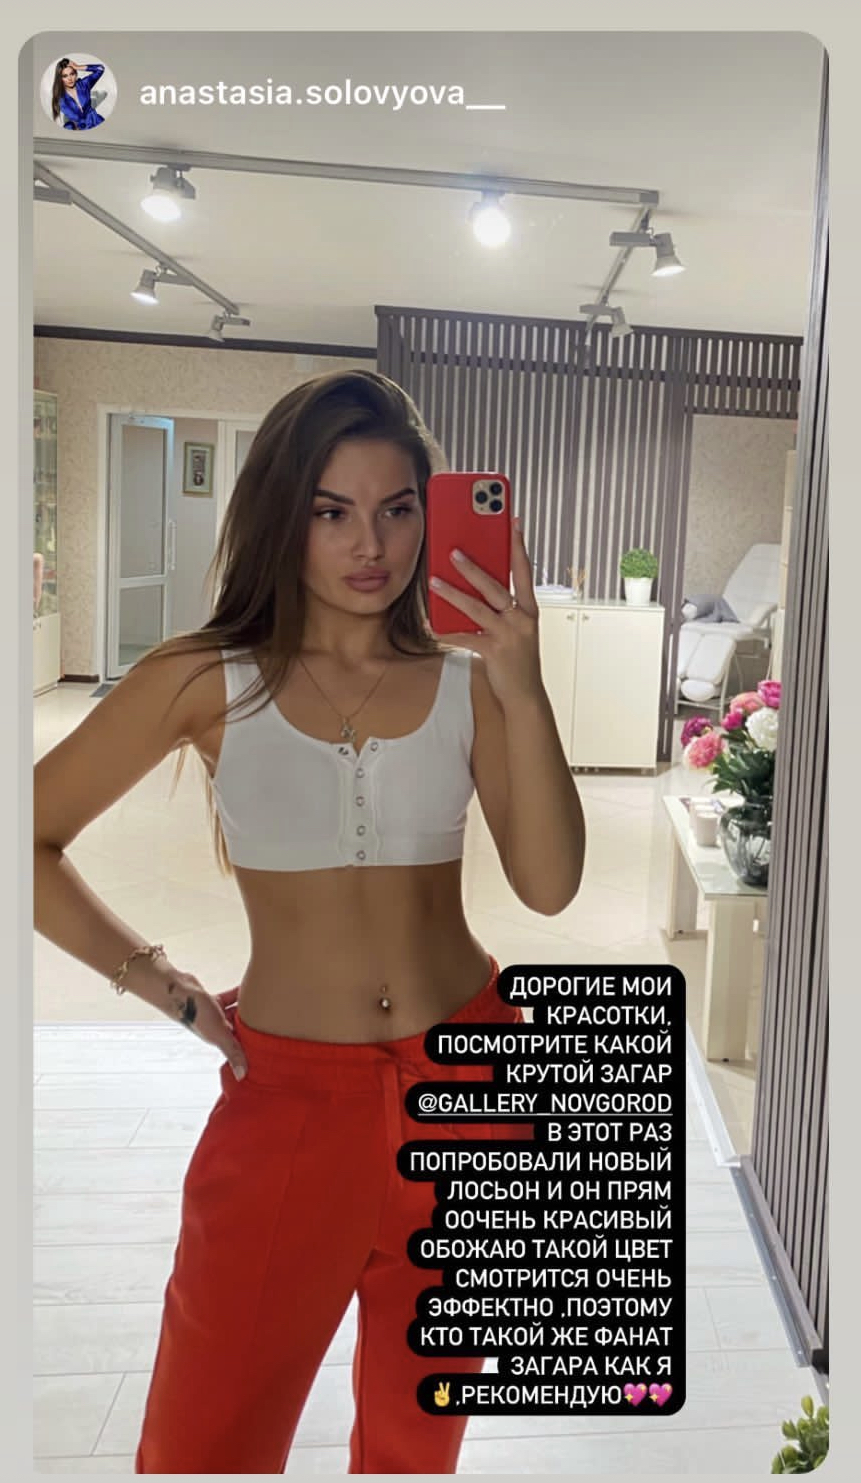 anastasia.solovyova__
ДОРОГИЕ МОИ
КРАСОТКИ,
ПОСМОТРИТЕ КАКОЙ
КРУТОЙ ЗАГАР
@GALLERY_NOVGOROD
В ЭТОТ РАЗ
ПОПРОБОВАЛИ НОВЫЙ
ЛОСЬОН И ОН ПРЯМ
ООЧЕНЬ КРАСИВЫЙ
ОБОЖАЮ ТАКОЙ ЦВЕТ
СМОТРИТСЯ ОЧЕНЬ
ЭФФЕКТНО ,ПОЭТОМУ
КТО ТАКОЙ ЖЕ ФАНАТ
ЗАГАРА КАК Я
✌,РЕКОМЕНДУЮ💖💖